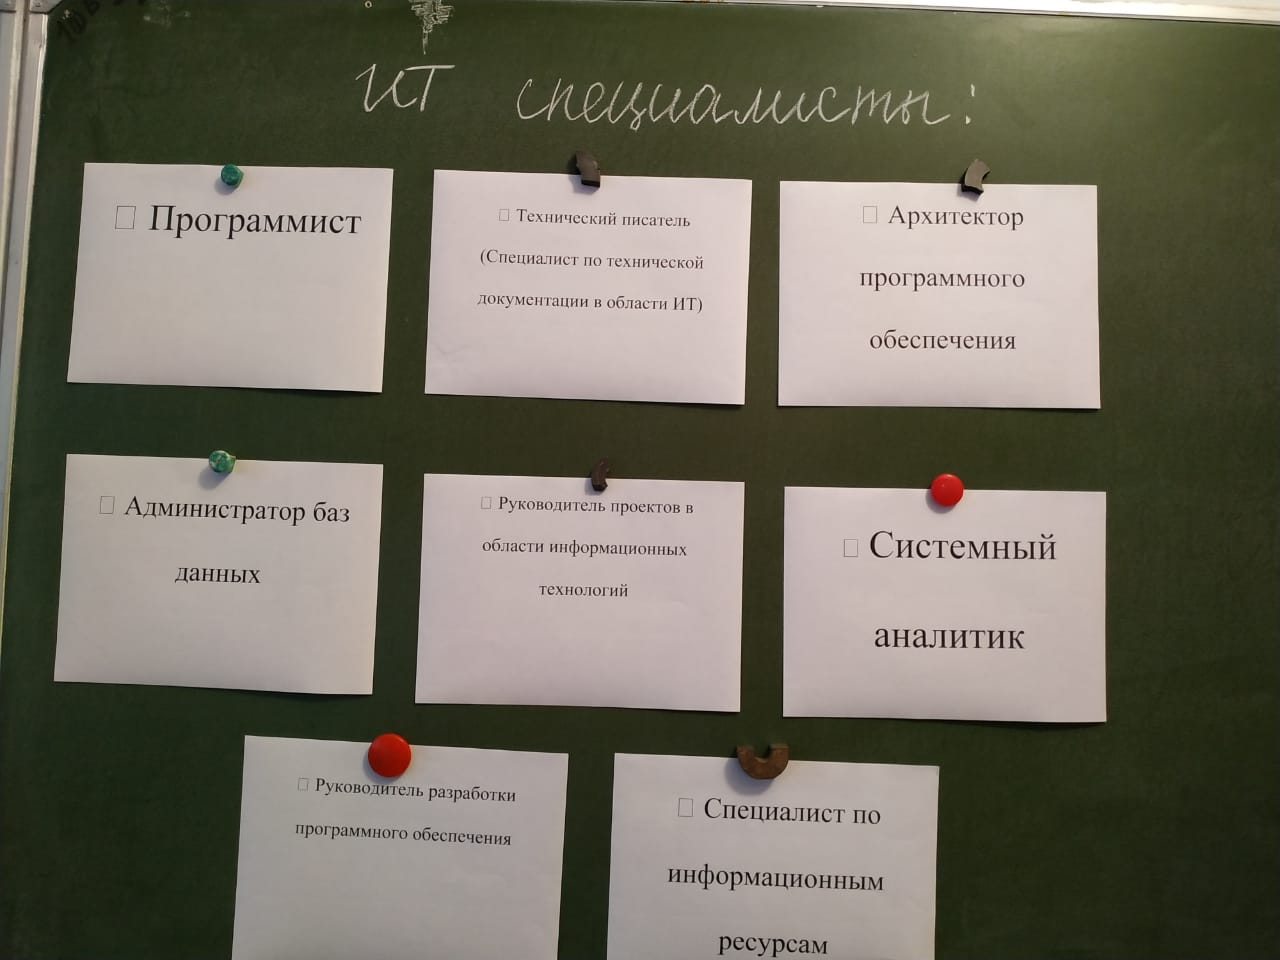 ИТ специалисты:
Программист
Технический писатель
(Специалист по технической
документации в области ИТ)
Архитектор
программного
обеспечения
Администратор баз
данных
Руководитель проектов в
области информационных
технологий
Системный
аналитик
Руководитель разработки
программного обеспечения
Специалист по
информационным
ресурсам